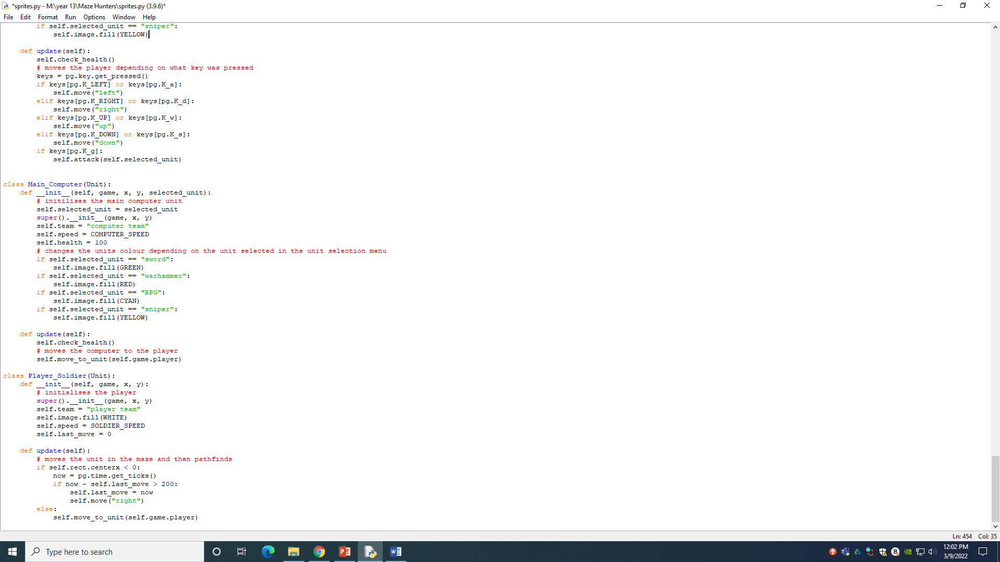 *sprites.py - M:\year 13\Maze Hunters\sprites.py (3.9.6)*
File Edit Format Run Options Window Help
        if self.selected_unit == "sniper":
            self.image.fill(YELLOW)

    def update(self):
        self.check_health()
        # moves the player depending on what key was pressed
        keys = pg.key.get_pressed()
        if keys[pg.K_LEFT] or keys[pg.K_a]:
            self.move("left")
        elif keys[pg.K_RIGHT] or keys[pg.K_d]:
            self.move("right")
        elif keys[pg.K_UP] or keys[pg.K_w]:
            self.move("up")
        elif keys[pg.K_DOWN] or keys[pg.K_s]:
            self.move("down")
        if keys[pg.K_g]:
            self.attack(self.selected_unit)


class Main_Computer(Unit):
    def __init__(self, game, x, y, selected_unit):
        # initilises the main computer unit
        self.selected_unit = selected_unit
        super().__init__(game, x, y)
        self.team = "computer team"
        self.speed = COMPUTER_SPEED
        self.health = 100
        # changes the units colour depending on the unit selected in the unit selection menu
        if self.selected_unit == "sword":
            self.image.fill(GREEN)
        if self.selected_unit == "warhammer":
            self.image.fill(RED)
        if self.selected_unit == "RPG":
            self.image.fill(CYAN)
        if self.selected_unit == "sniper":
            self.image.fill(YELLOW)

    def update(self):
        self.check_health()
        # moves the computer to the player
        self.move_to_unit(self.game.player)

class Player_Soldier(Unit):
    def __init__(self, game, x, y):
        # initialises the player
        super().__init__(game, x, y)
        self.team = "player team"
        self.image.fill(WHITE)
        self.speed = SOLDIER_SPEED
        self.last_move = 0

    def update(self):
        # moves the unit in the maze and then pathfinds
        if self.rect.centerx < 0:
            now = pg.time.get_ticks()
            if now - self.last_move > 200:
                self.last_move = now
                self.move("right")
        else:
            self.move_to_unit(self.game.player)
Ln: 454 Col: 35
Type here to search
12:02 PM
3/9/2022